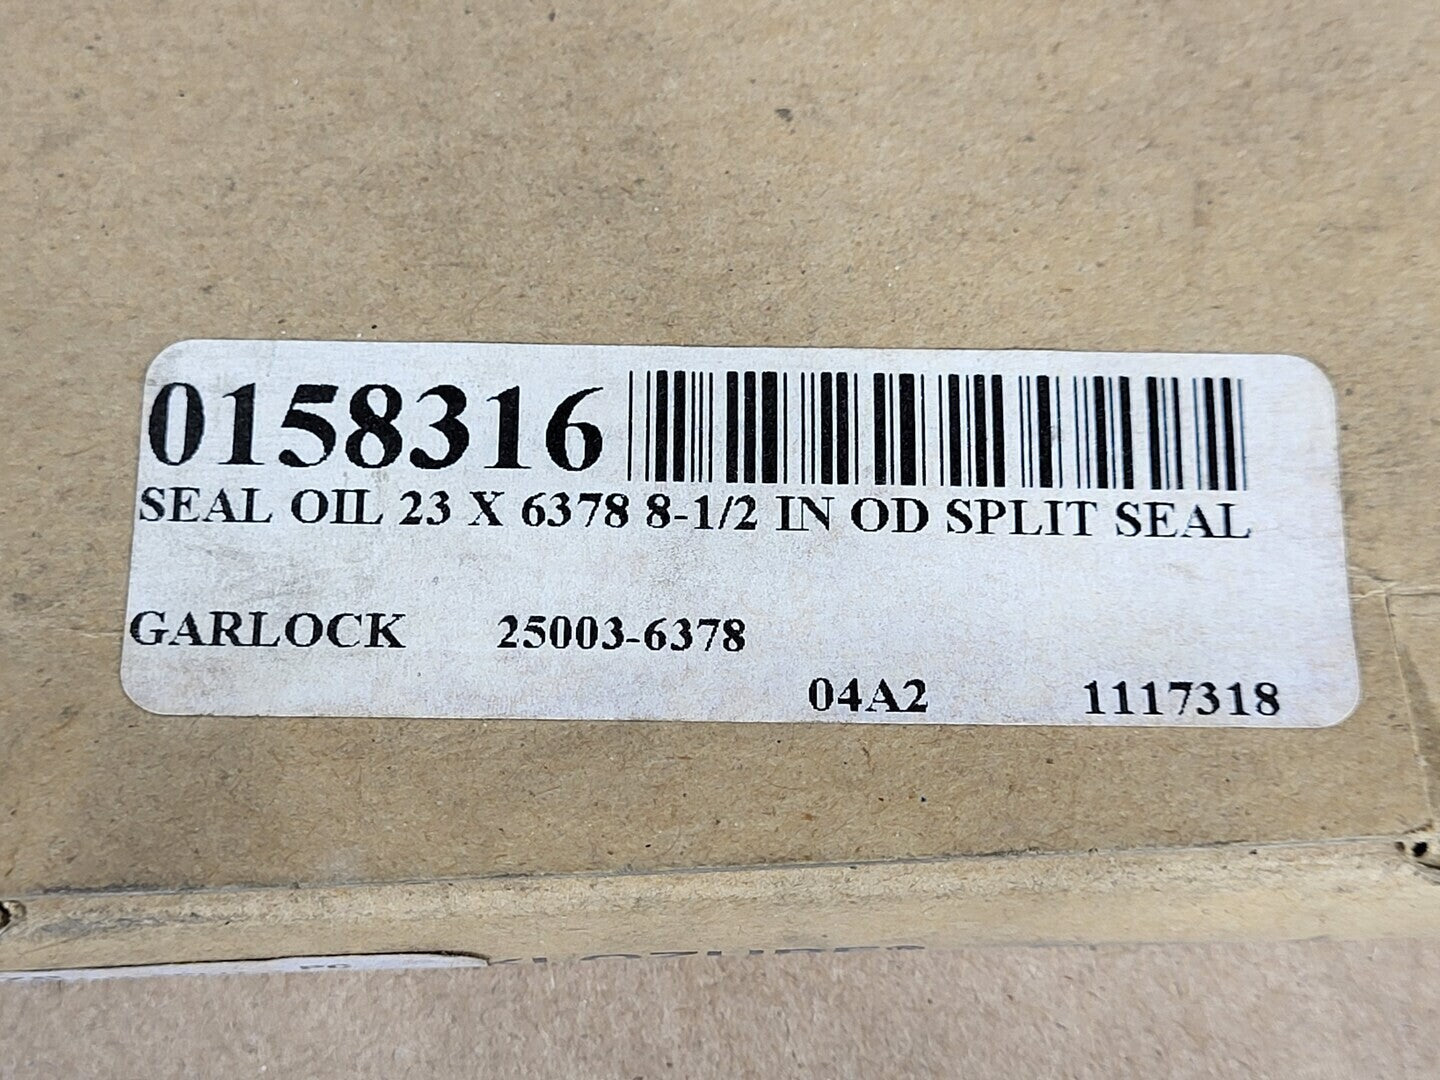 0158316
SEAL OIL 23 X 6378 8-1/2 IN OD SPLIT SEAL
GARLOCK 25003-6378
04A2 1117318